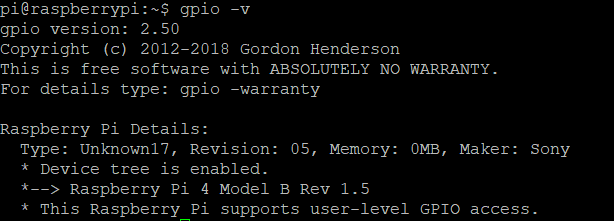 pi@raspberrypi:~$ gpio -v
gpio version: 2.50
Copyright (c) 2012-2018 Gordon Henderson
This is free software with ABSOLUTELY NO WARRANTY.
For details type: gpio -warranty
Raspberry Pi Details:
Type: Unknown17, Revision: 05, Memory: 0MB, Maker: Sony
* Device tree is enabled.
*--> Raspberry Pi 4 Model B Rev 1.5
* This Raspberry Pi supports user-level GPIO access.